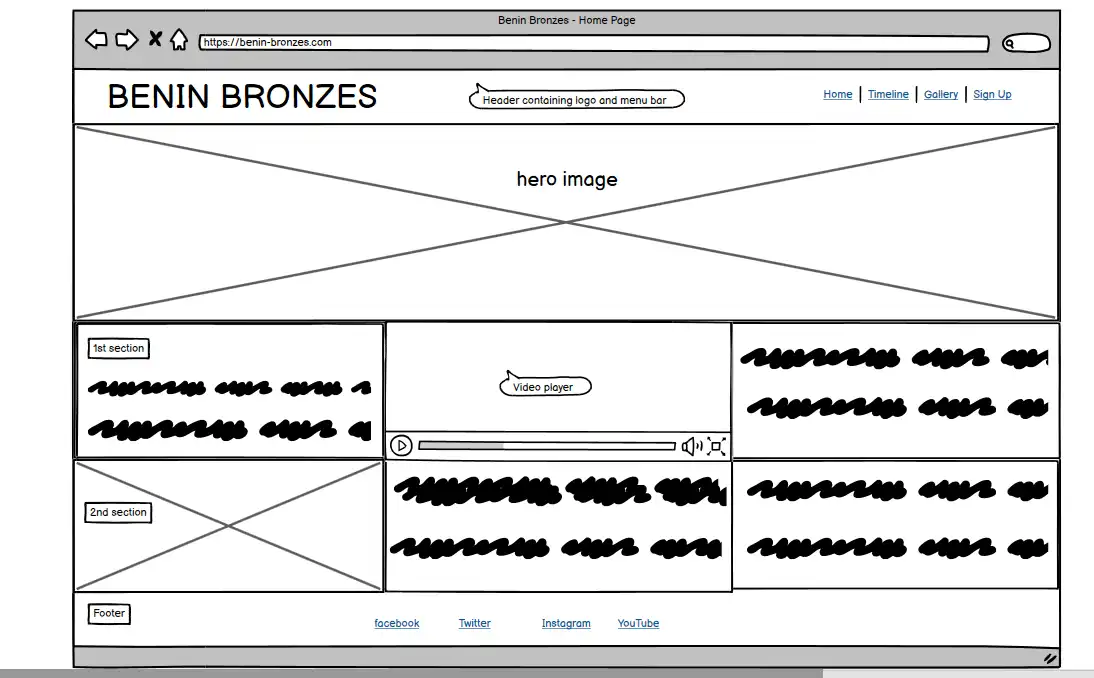 Benin Bronzes - Home Page
https://benin-bronzes.com
BENIN BRONZES
Header containing logo and menu bar
Home | Timeline | Gallery | Sign Up
hero image
1st section
Video player
2nd section
Footer
facebook Twitter Instagram YouTube